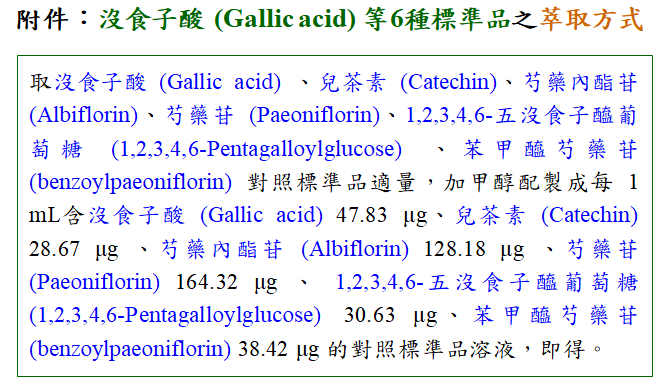 附件：沒食子酸 (Gallic acid) 等6種標準品之萃取方式
取沒食子酸 (Gallic acid) 、兒茶素 (Catechin)、芍藥內酯苷
(Albiflorin)、芍藥苷 (Paeoniflorin)、1,2,3,4,6-五沒食子醯葡
萄糖 (1,2,3,4,6-Pentagalloylglucose) 、苯甲醯芍藥苷
(benzoylpaeoniflorin) 對照標準品適量，加甲醇配製成每 1
mL含沒食子酸 (Gallic acid) 47.83 μg、兒茶素 (Catechin)
28.67 μg 、芍藥內酯苷 (Albiflorin) 128.18 μg 、芍藥苷
(Paeoniflorin) 164.32 μg 、 1,2,3,4,6-五沒食子醯葡萄糖
(1,2,3,4,6-Pentagalloylglucose) 30.63 μg、苯甲醯芍藥苷
(benzoylpaeoniflorin) 38.42 μg 的對照標準品溶液，即得。